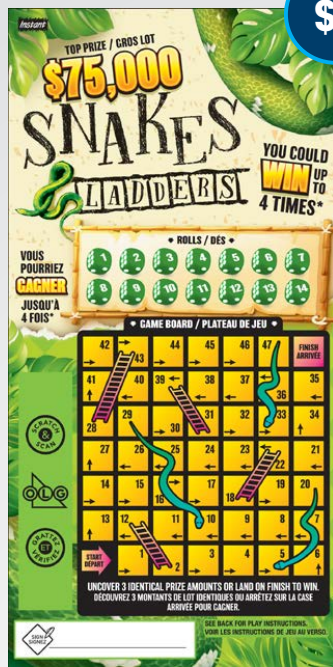 Instant
$
TOP PRIZE / GROS LOT
$75,000
SNAKES
& LADDERS
YOU COULD
WIN UP TO
4 TIMES*
VOUS
POURRIEZ
GAGNER
JUSQU'À
4 FOIS*
• ROLLS / DÉS •
1 2 3 4 5 6 7
8 9 10 11 12 13 14
• GAME BOARD / PLATEAU DE JEU •
42 43 44 45 46 47 FINISH ARRIVÉE
41 40 39 38 37 36 35
28 29 30 31 32 33 34
27 26 25 24 23 22 21
14 15 16 17 18 19 20
13 12 11 10 9 8 7
START DÉPART 1 2 3 4 5 6
SCRATCH & SCAN
OLG
GRATTEZ ET VÉRIFIEZ
UNCOVER 3 IDENTICAL PRIZE AMOUNTS OR LAND ON FINISH TO WIN.
DÉCOUVREZ 3 MONTANTS DE LOT IDENTIQUES OU ARRÊTEZ SUR LA CASE
ARRIVÉE POUR GAGNER.
SIGN
SIGNEZ
SEE BACK FOR PLAY INSTRUCTIONS.
VOIR LES INSTRUCTIONS DE JEU AU VERSO.